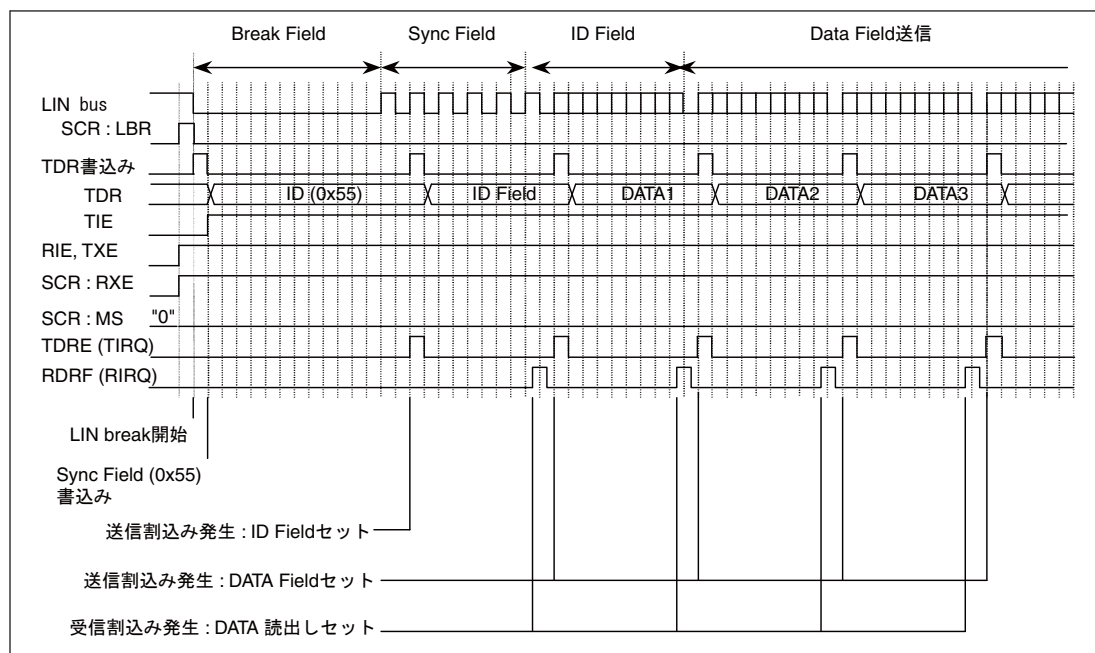 Break Field Sync Field ID Field Data Field送信
LIN bus
SCR : LBR
TDR書込み
TDR ID (0x55) ID Field DATA1 DATA2 DATA3
TIE
RIE, TXE
SCR : RXE
SCR : MS "0"
TDRE (TIRQ)
RDRF (RIRQ)
LIN break開始
Sync Field (0x55)
書込み
送信割込み発生 : ID Fieldセット
送信割込み発生 : DATA Fieldセット
受信割込み発生 : DATA 読出しセット